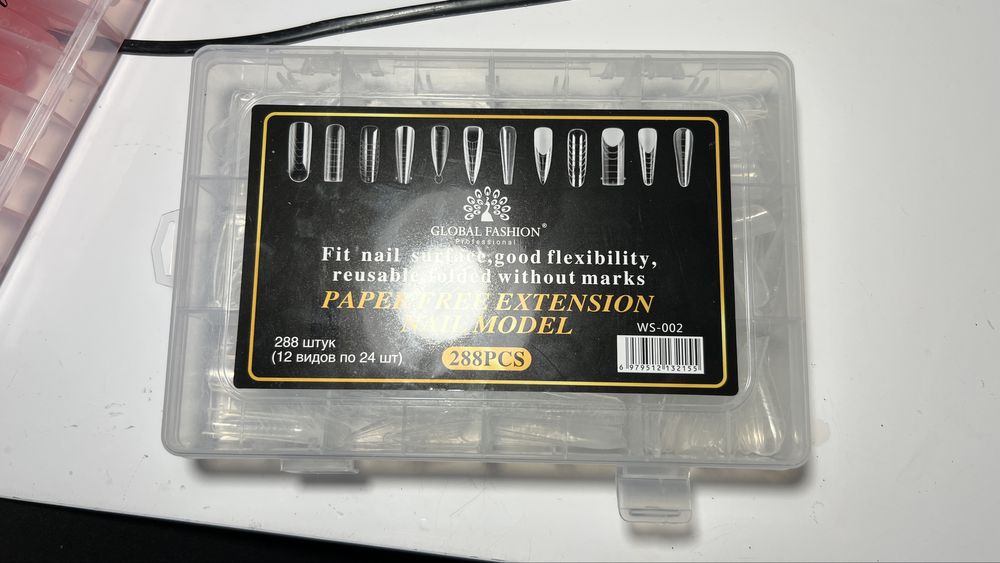 GLOBAL FASHION®
Professional
Fit nail surface,good flexibility,
reusable,folded without marks
PAPER FREE EXTENSION
NAIL MODEL
288 штук
(12 видов по 24 шт)
288PCS
WS-002
6 979512 132155